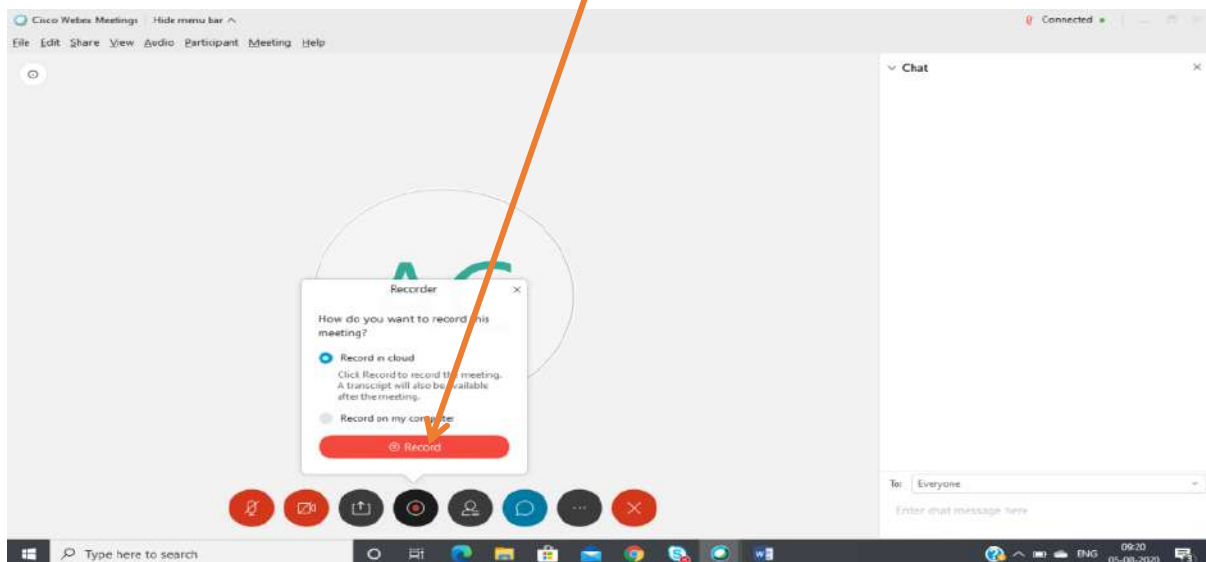 Cisco Webex Meetings Hide menu bar
Connected
File Edit Share View Audio Participant Meeting Help
Chat
AC
Recorder
How do you want to record this
meeting?
Record in cloud
Click Record to record the meeting.
A transcript will also be available
after the meeting.
Record on my computer
Record
To: Everyone
Enter chat message here
Type here to search
ENG
09:20
05-08-2020
3